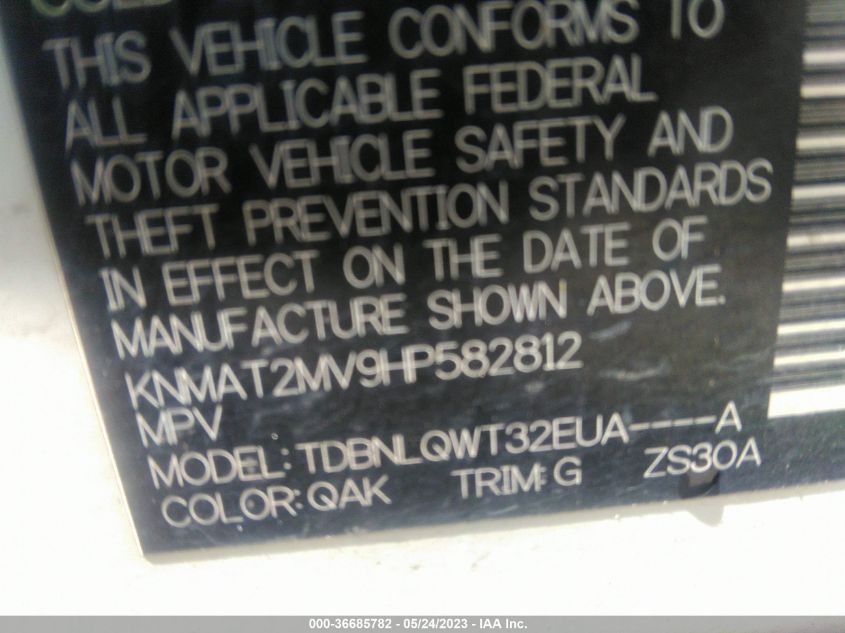 THIS VEHICLE CONFORMS TO
ALL APPLICABLE FEDERAL
MOTOR VEHICLE SAFETY AND
THEFT PREVENTION STANDARDS
IN EFFECT ON THE DATE OF
MANUFACTURE SHOWN ABOVE.
KNMAT2MV9HP582812
MPV
MODEL: TDBNLQWT32EUA----A
COLOR: QAK TRIM: G ZS30A
000-36685782 - 05/24/2023 - IAA Inc.